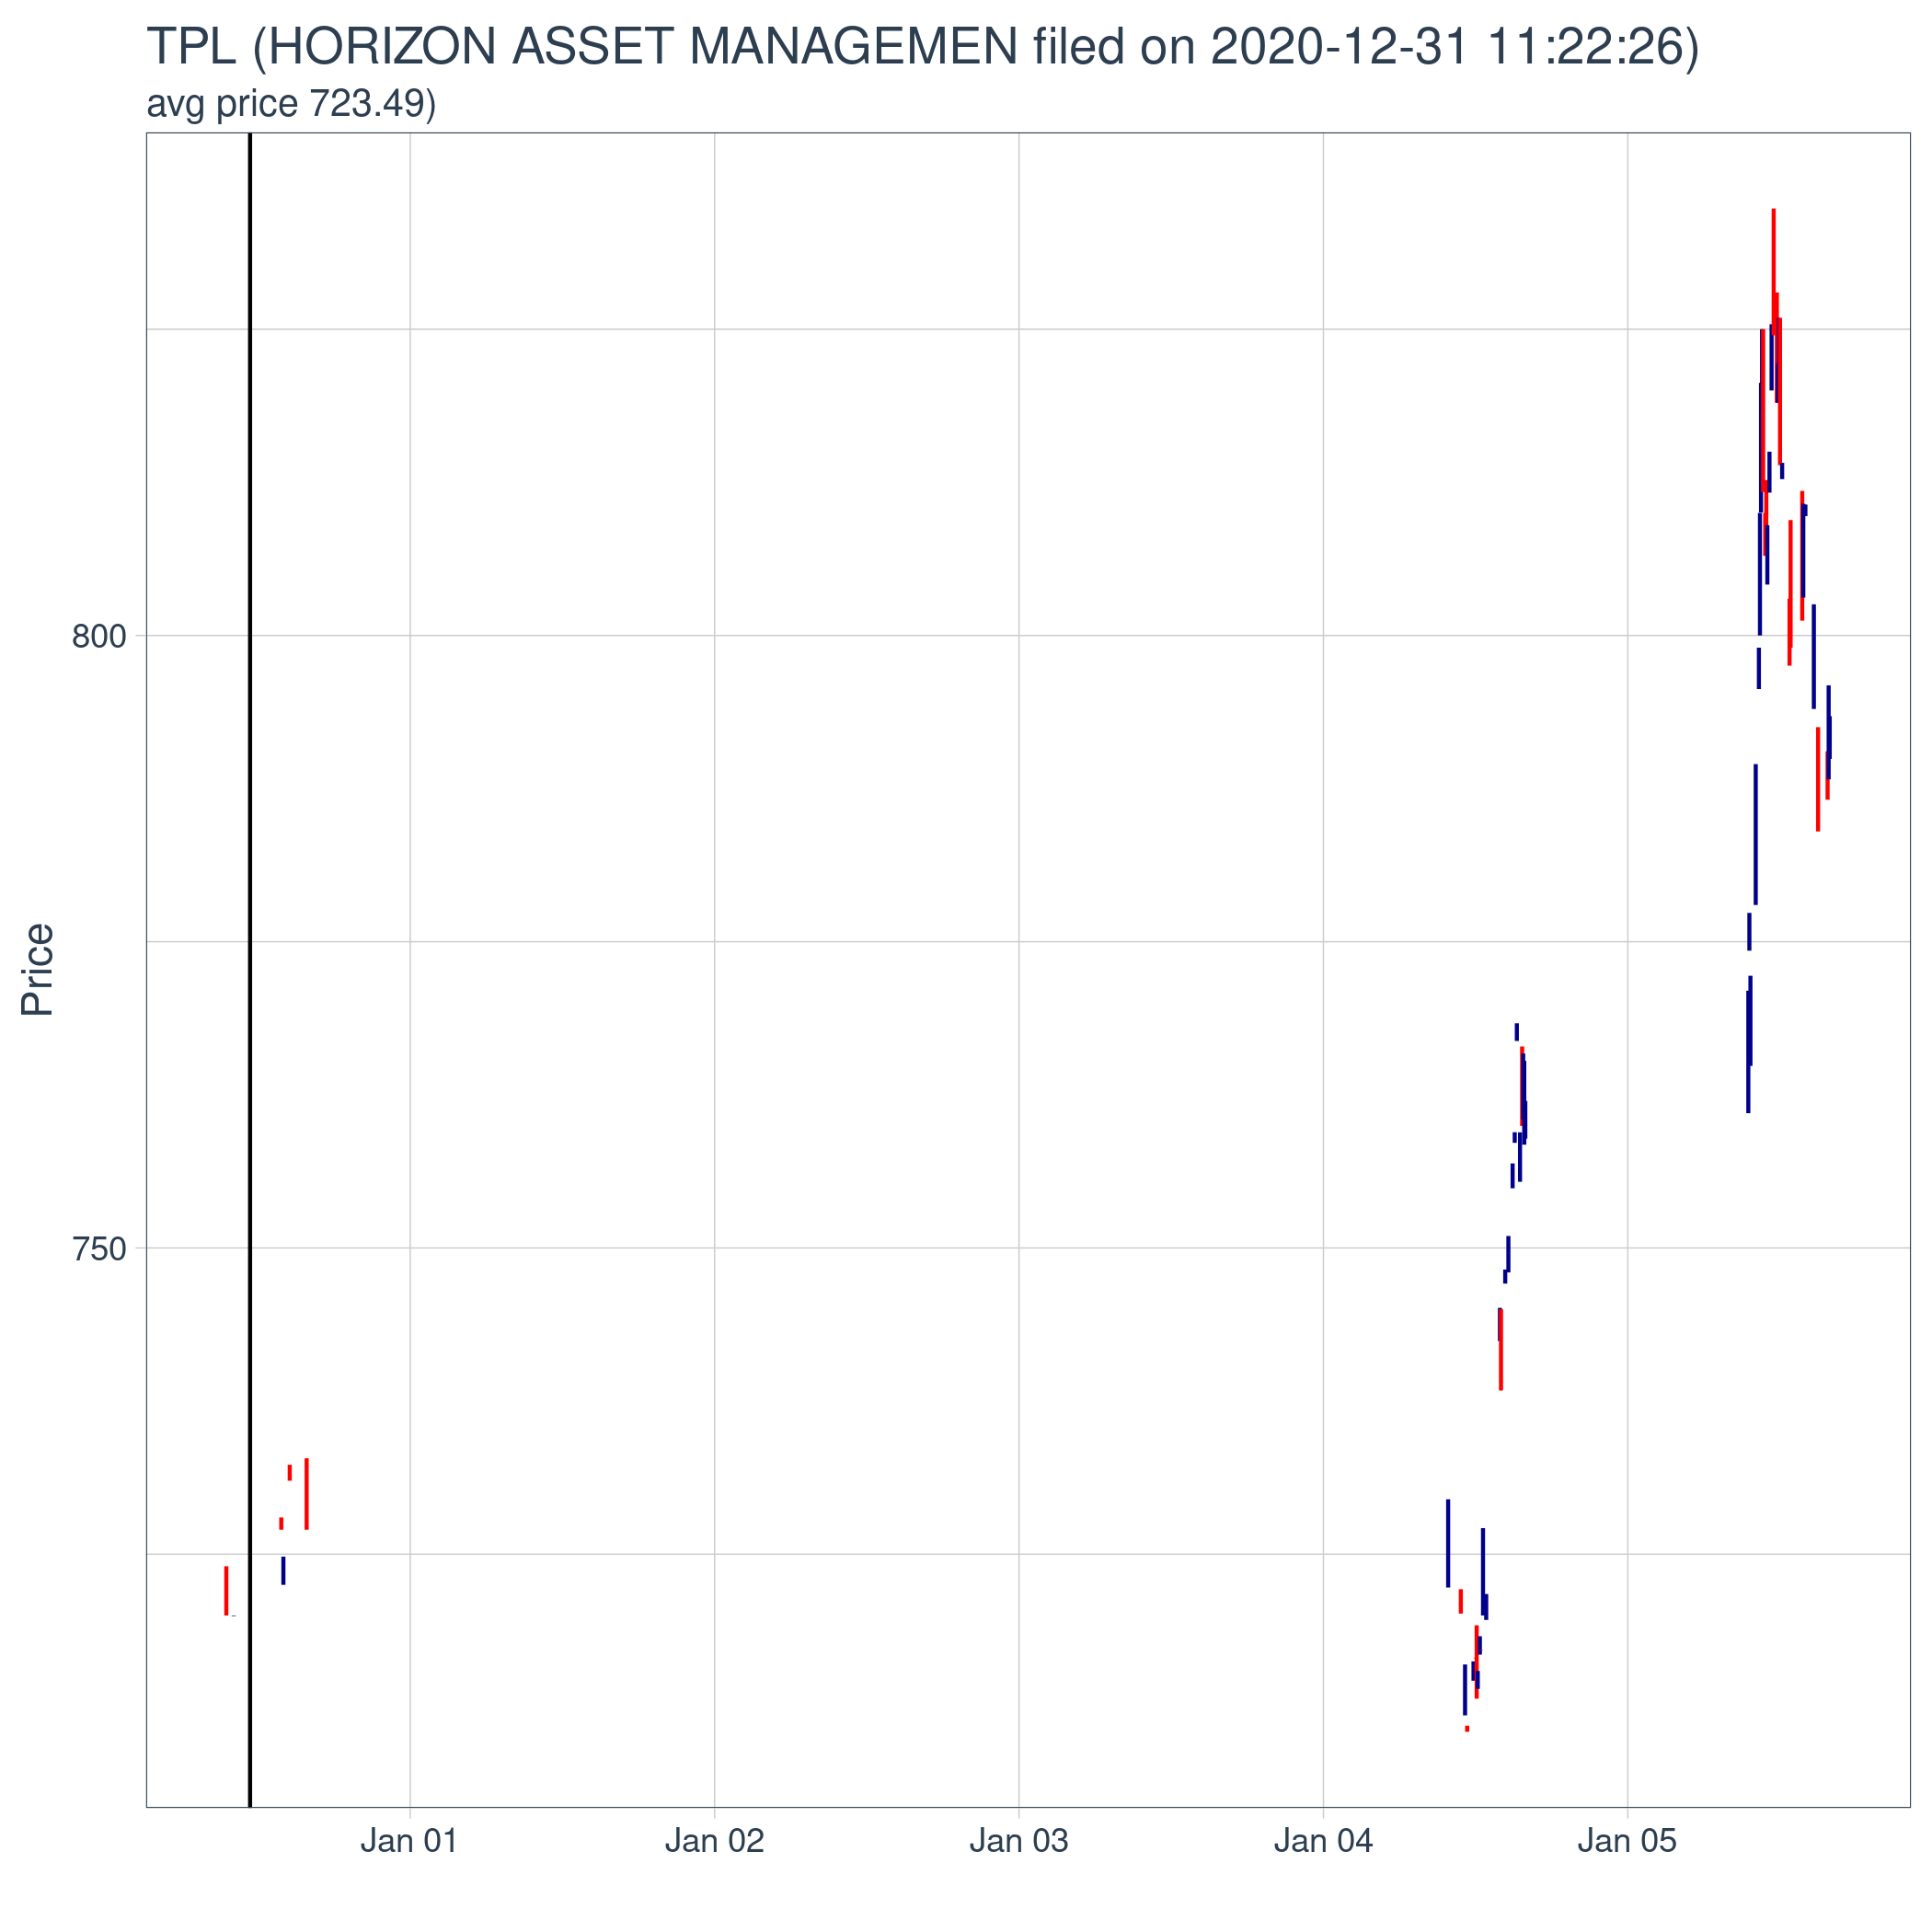 TPL (HORIZON ASSET MANAGEMEN filed on 2020-12-31 11:22:26)
avg price 723.49)
800
Price
750
Jan 01 Jan 02 Jan 03 Jan 04 Jan 05